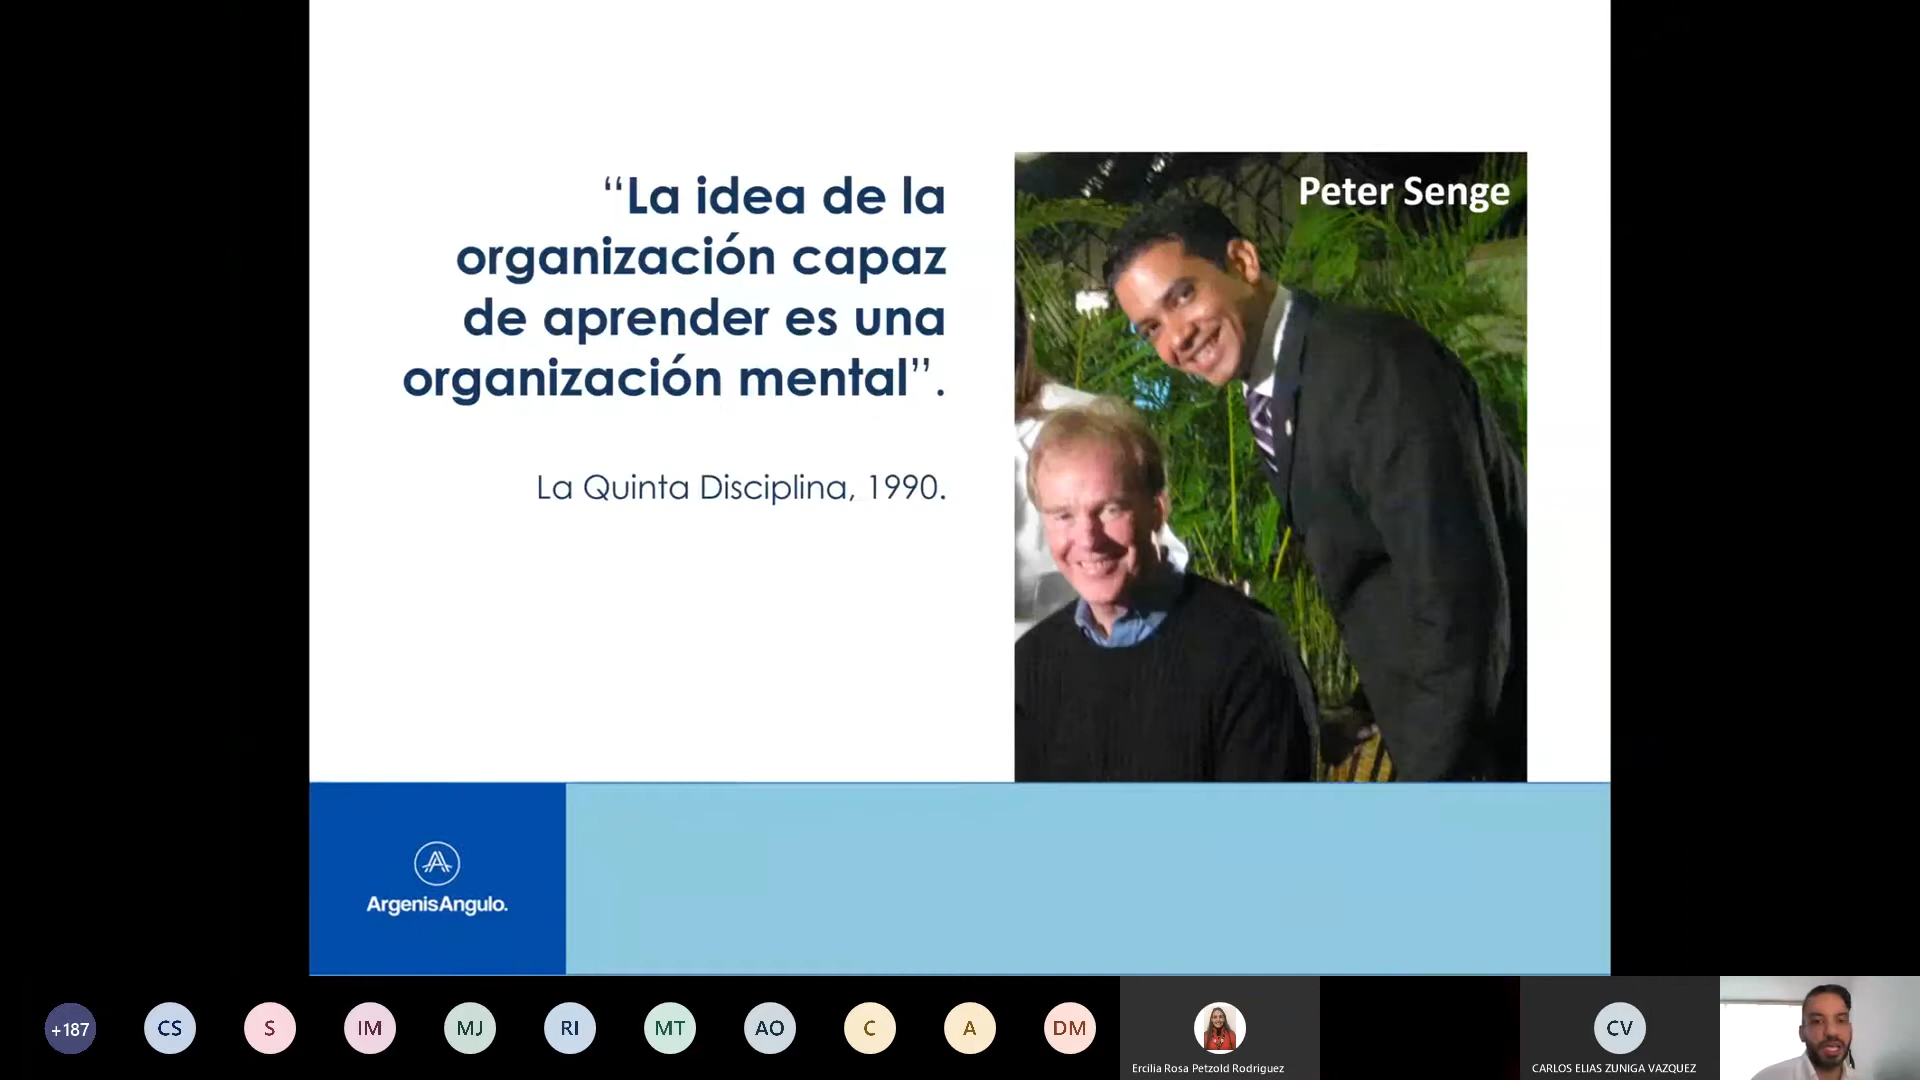 “La idea de la
organización capaz
de aprender es una
organización mental”.
La Quinta Disciplina, 1990.
Peter Senge
ArgenisAngulo.
+187
CS
S
IM
MJ
RI
MT
AO
C
A
DM
Ercilia Rosa Petzold Rodriguez
CV
CARLOS ELIAS ZUNIGA VAZQUEZ